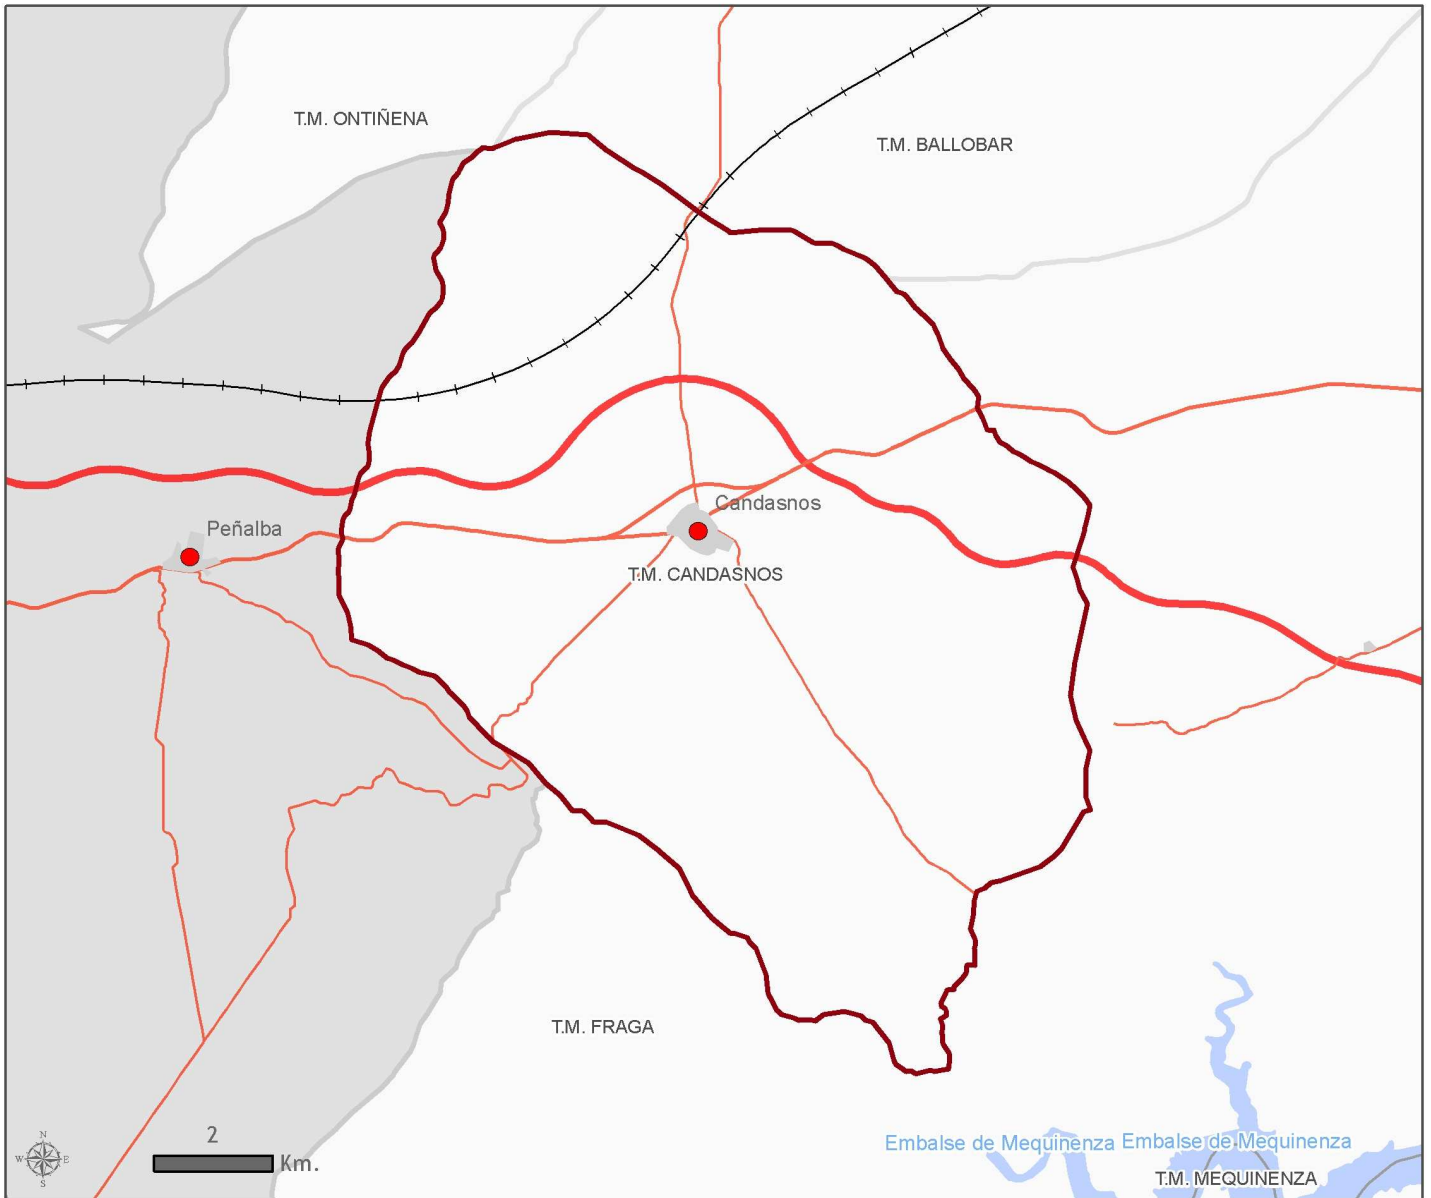 T.M. ONTIÑENA
T.M. BALLOBAR
Candasnos
Peñalba
T.M. CANDASNOS
T.M. FRAGA
2
Km.
N
W E
S
Embalse de Mequinenza Embalse de Mequinenza
T.M. MEQUINENZA